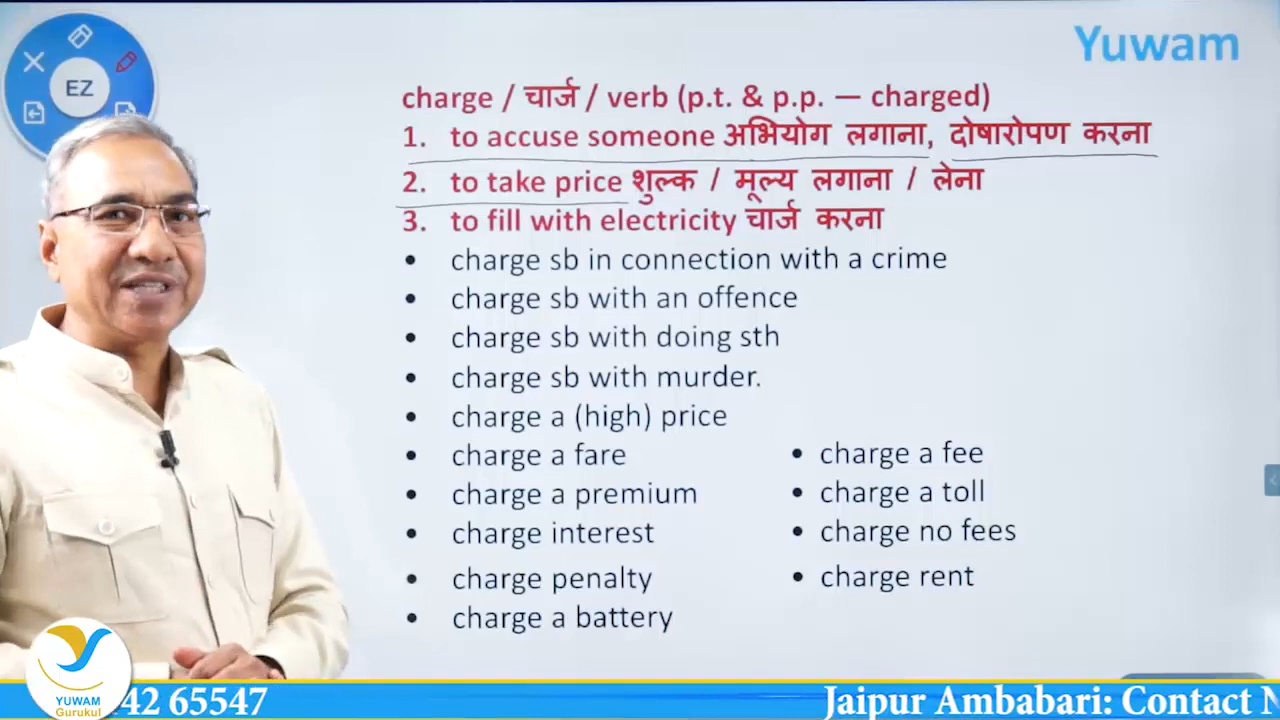 EZ
Yuwam
charge / चार्ज / verb (p.t. & p.p. — charged)
1. to accuse someone अभियोग लगाना, दोषारोपण करना
2. to take price शुल्क / मूल्य लगाना / लेना
3. to fill with electricity चार्ज करना
• charge sb in connection with a crime
• charge sb with an offence
• charge sb with doing sth
• charge sb with murder.
• charge a (high) price
• charge a fare
• charge a fee
• charge a premium
• charge a toll
• charge interest
• charge no fees
• charge penalty
• charge rent
• charge a battery
YUWAM
Gurukul
42 65547
Jaipur Ambabari: Contact N